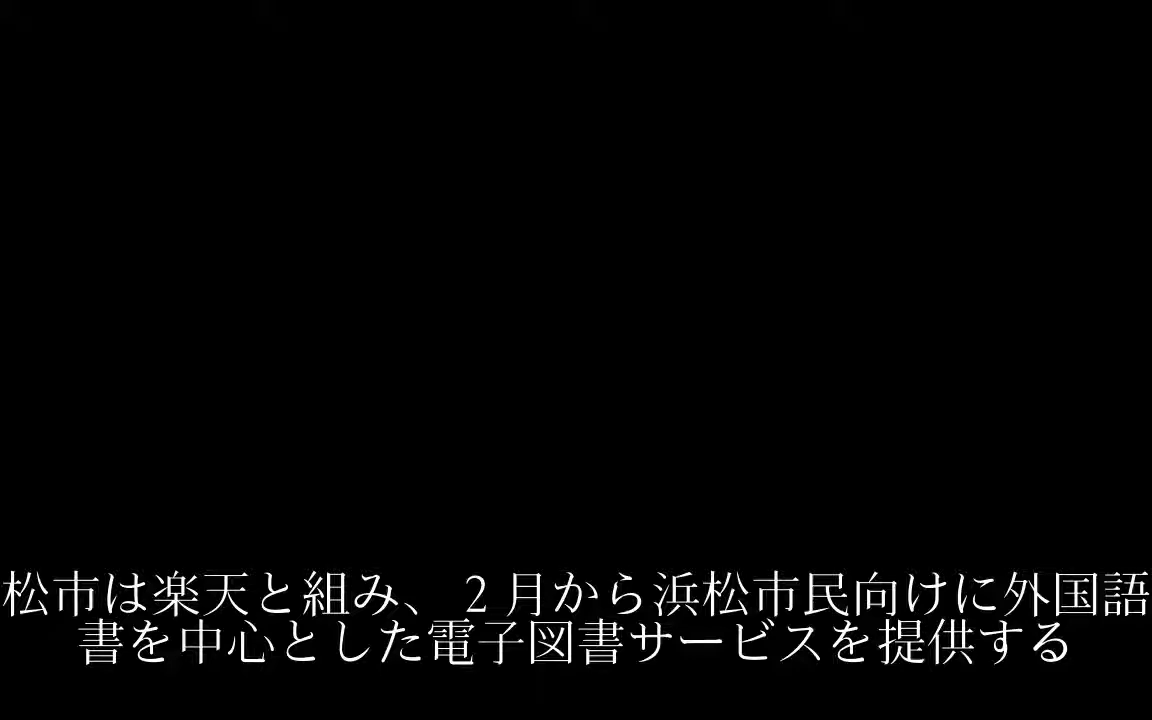 松市は楽天と組み、２月から浜松市民向けに外国語
書を中心とした電子図書サービスを提供する